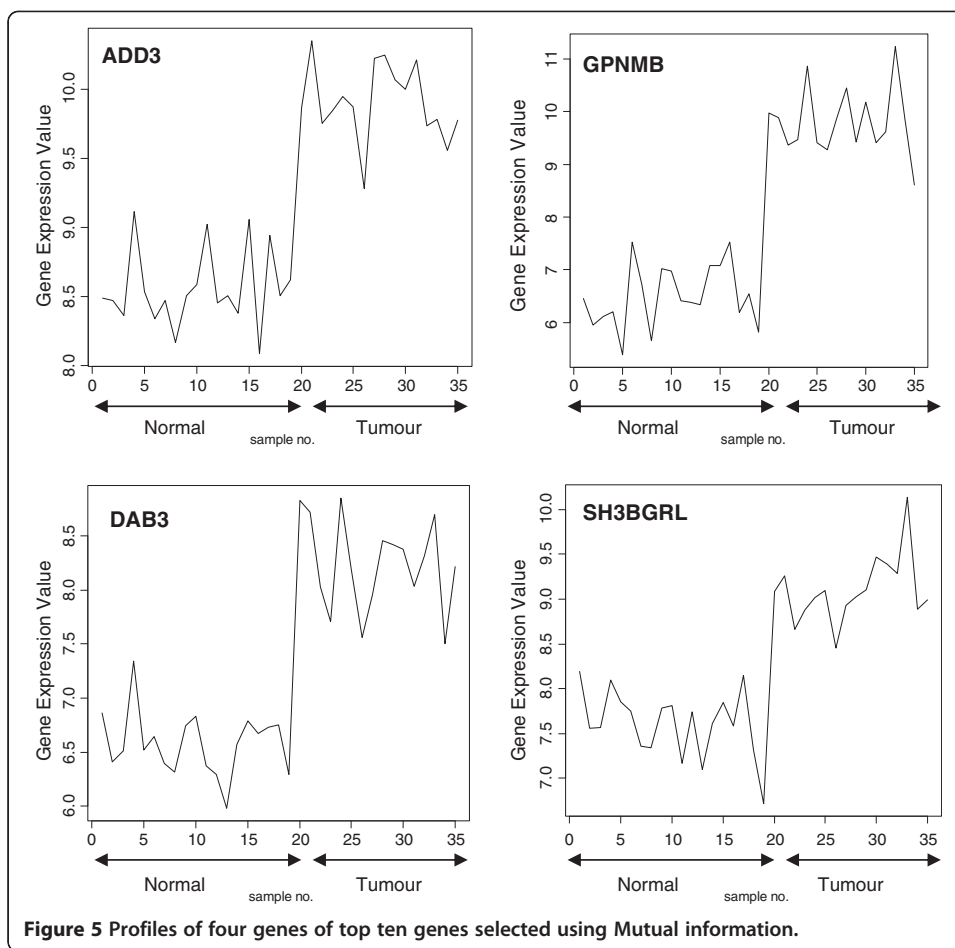 ADD3
Gene Expression Value
8.0 8.5 9.0 9.5 10.0
0 5 10 15 20 25 30 35
Normal
sample no.
Tumour
GPNMB
Gene Expression Value
6 7 8 9 10 11
0 5 10 15 20 25 30 35
Normal
sample no.
Tumour
DAB3
Gene Expression Value
6.0 6.5 7.0 7.5 8.0 8.5
0 5 10 15 20 25 30 35
Normal
sample no.
Tumour
SH3BGRL
Gene Expression Value
7.0 7.5 8.0 8.5 9.0 9.5 10.0
0 5 10 15 20 25 30 35
Normal
sample no.
Tumour
Figure 5 Profiles of four genes of top ten genes selected using Mutual information.